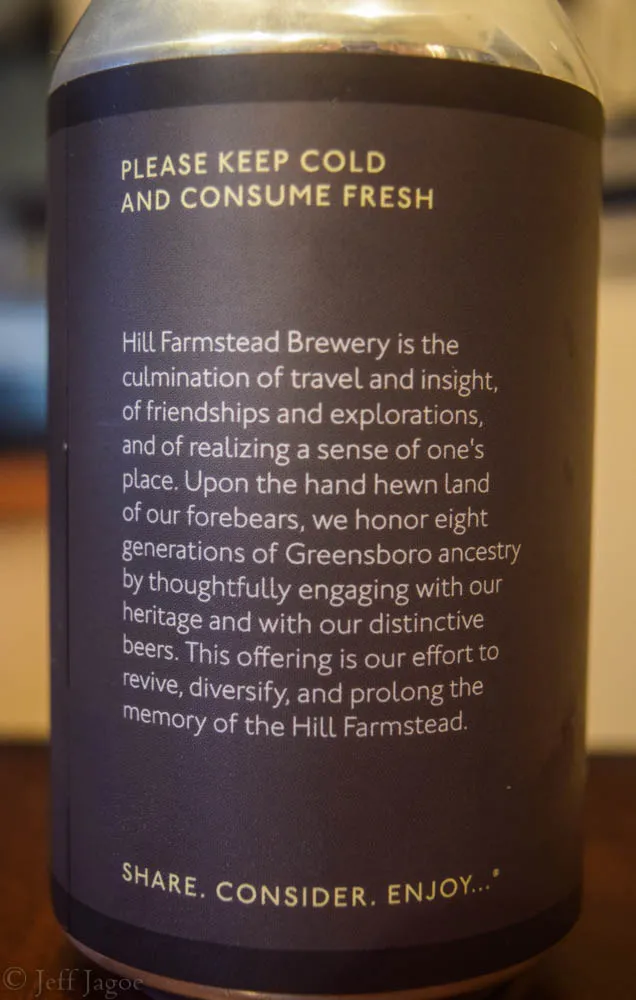 PLEASE KEEP COLD
AND CONSUME FRESH
Hill Farmstead Brewery is the
culmination of travel and insight,
of friendships and explorations,
and of realizing a sense of one's
place. Upon the hand hewn land
of our forebears, we honor eight
generations of Greensboro ancestry
by thoughtfully engaging with our
heritage and with our distinctive
beers. This offering is our effort to
revive, diversify, and prolong the
memory of the Hill Farmstead.
SHARE. CONSIDER. ENJOY...*
© Jeff Jagoe